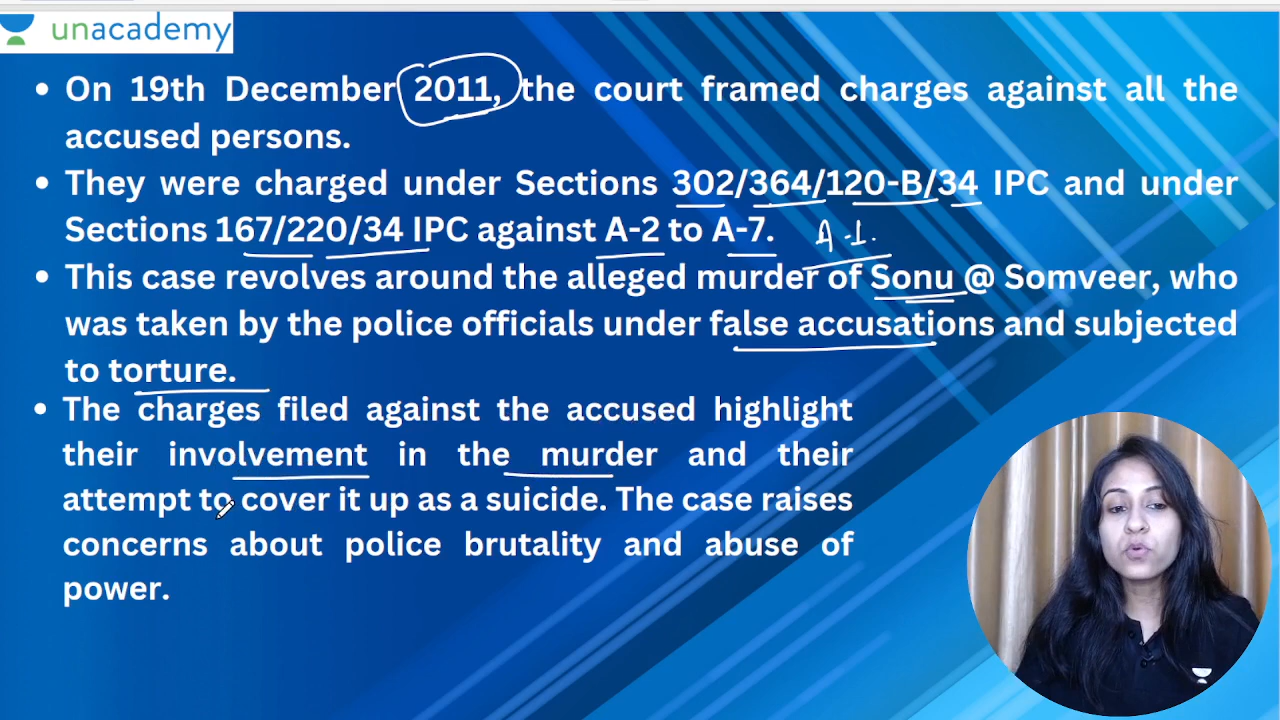 unacademy
• On 19th December 2011, the court framed charges against all the
accused persons.
• They were charged under Sections 302/364/120-B/34 IPC and under
Sections 167/220/34 IPC against A-2 to A-7. A-1.
• This case revolves around the alleged murder of Sonu @ Somveer, who
was taken by the police officials under false accusations and subjected
to torture.
• The charges filed against the accused highlight
their involvement in the murder and their
attempt to cover it up as a suicide. The case raises
concerns about police brutality and abuse of
power.